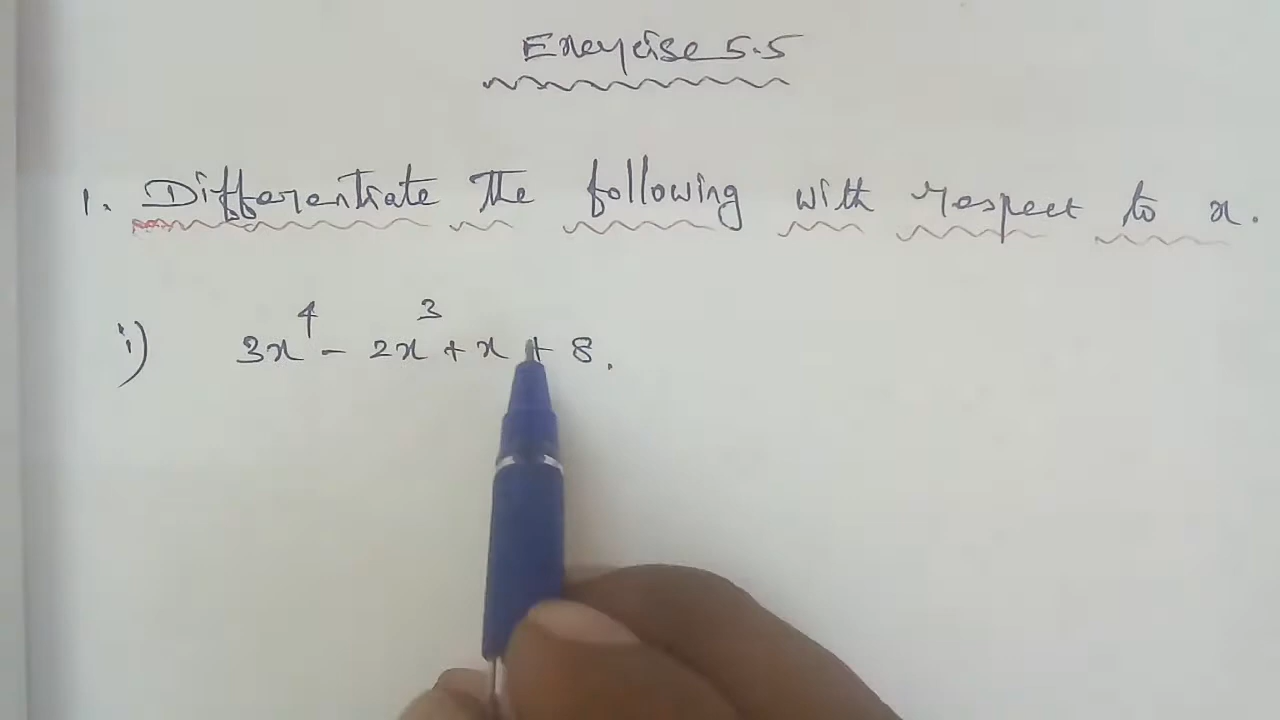 Exercise 5.5
1. Differentiate the following with respect to x.
i) 3x⁴ - 2x³ + x + 8.